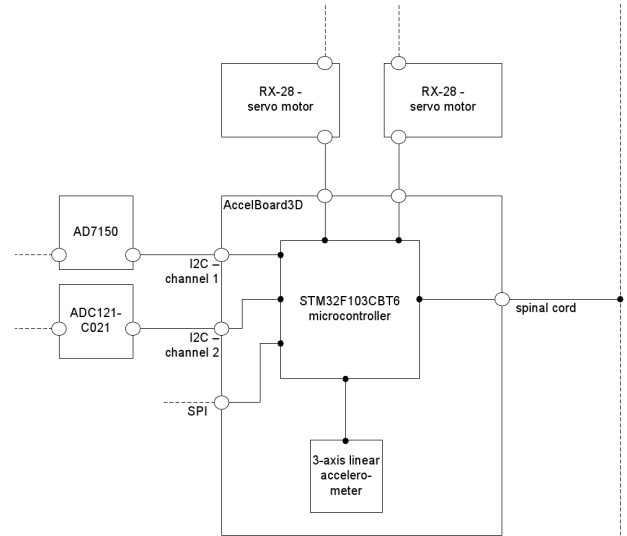 RX-28 -
servo motor
RX-28 -
servo motor
AccelBoard3D
AD7150
I2C –
channel 1
STM32F103CBT6
microcontroller
ADC121-
C021
I2C –
channel 2
spinal cord
SPI
3-axis linear
accelero-
meter